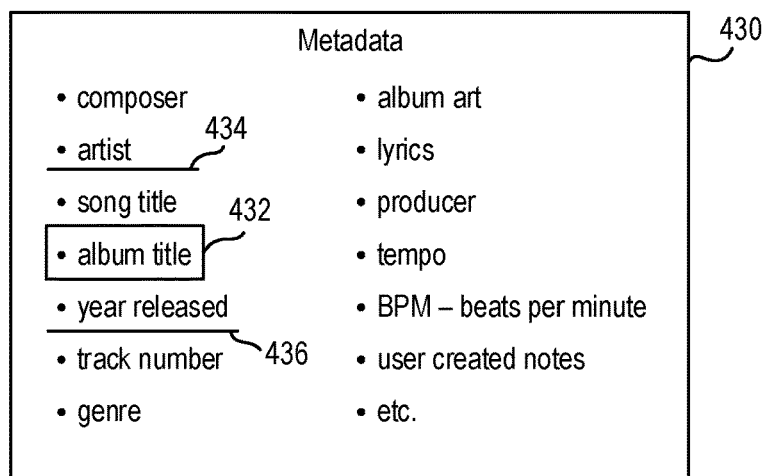 Metadata
430
• composer
• artist
434
• song title
• album title
432
• year released
436
• track number
• genre
• album art
• lyrics
• producer
• tempo
• BPM – beats per minute
• user created notes
• etc.